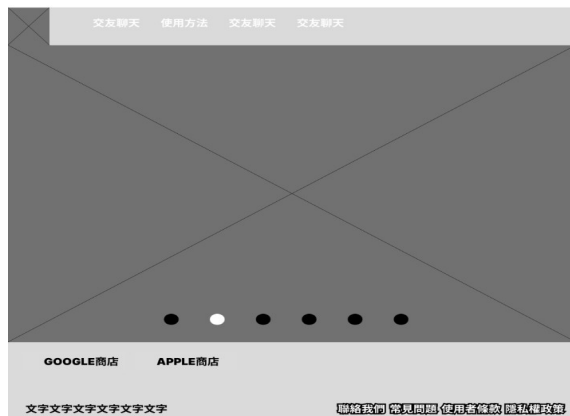 交友聊天 使用方法 交友聊天 交友聊天
GOOGLE商店 APPLE商店
文字文字文字文字文字文字
聯絡我們 常見問題 使用者條款 隱私權政策